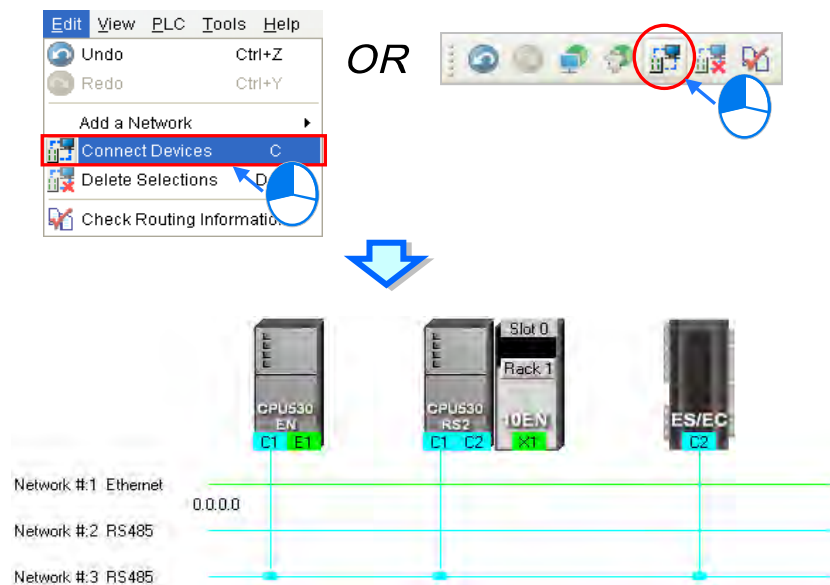 Edit View PLC Tools Help
Undo Ctrl+Z
Redo Ctrl+Y
Add a Network
Connect Devices C
Delete Selections
Check Routing
OR
Slot 0
Rack 1
CPU530
EN
C1 E1
CPU530
RS2
C1 C2
10EN
X1
ES/EC
C2
Network #:1 Ethernet
0.0.0.0
Network #:2 RS485
Network #:3 RS485